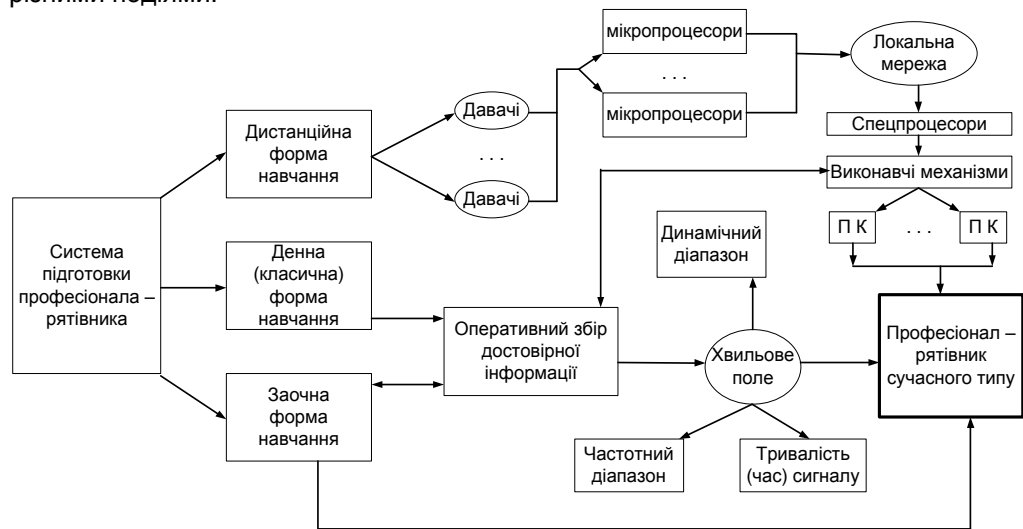 різними подіями.
мікропроцесори
. . .
мікропроцесори
Локальна
мережа
Спецпроцесори
Виконавчі механізми
П К
. . .
П К
Давачі
. . .
Давачі
Дистанційна
форма
навчання
Система
підготовки
професіонала –
рятівника
Денна
(класична)
форма
навчання
Заочна
форма
навчання
Оперативний збір
достовірної
інформації
Динамічний
діапазон
Хвильове
поле
Частотний
діапазон
Тривалість
(час) сигналу
Професіонал –
рятівник
сучасного типу